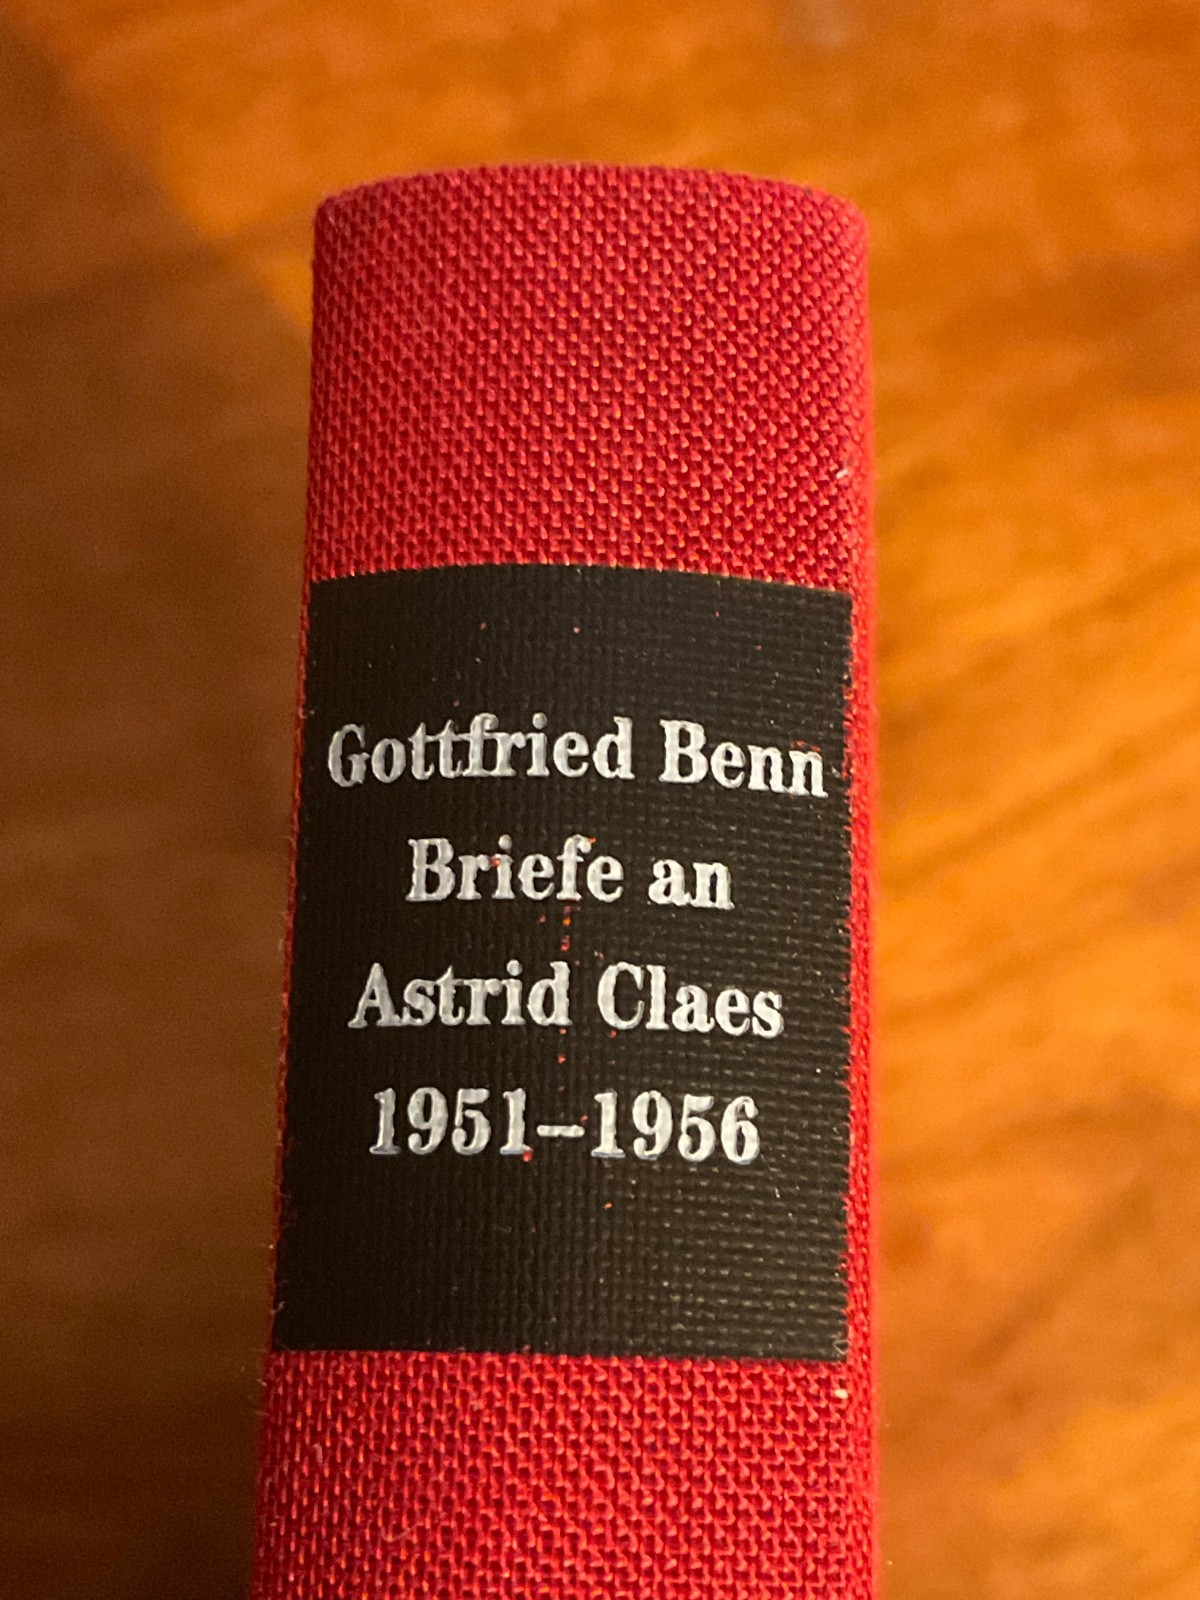 Gottfried Benn
Briefe an
Astrid Claes
1951–1956